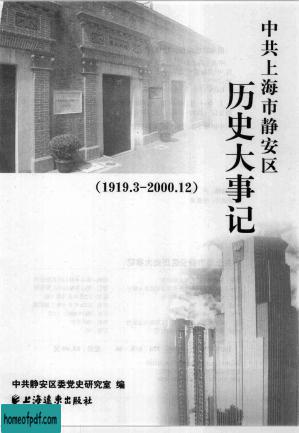 中共上海市静安区
历史大事记
（1919.3-2000.12）
中共静安区委党史研究室 编
上海远东出版社
homeofpdf.com